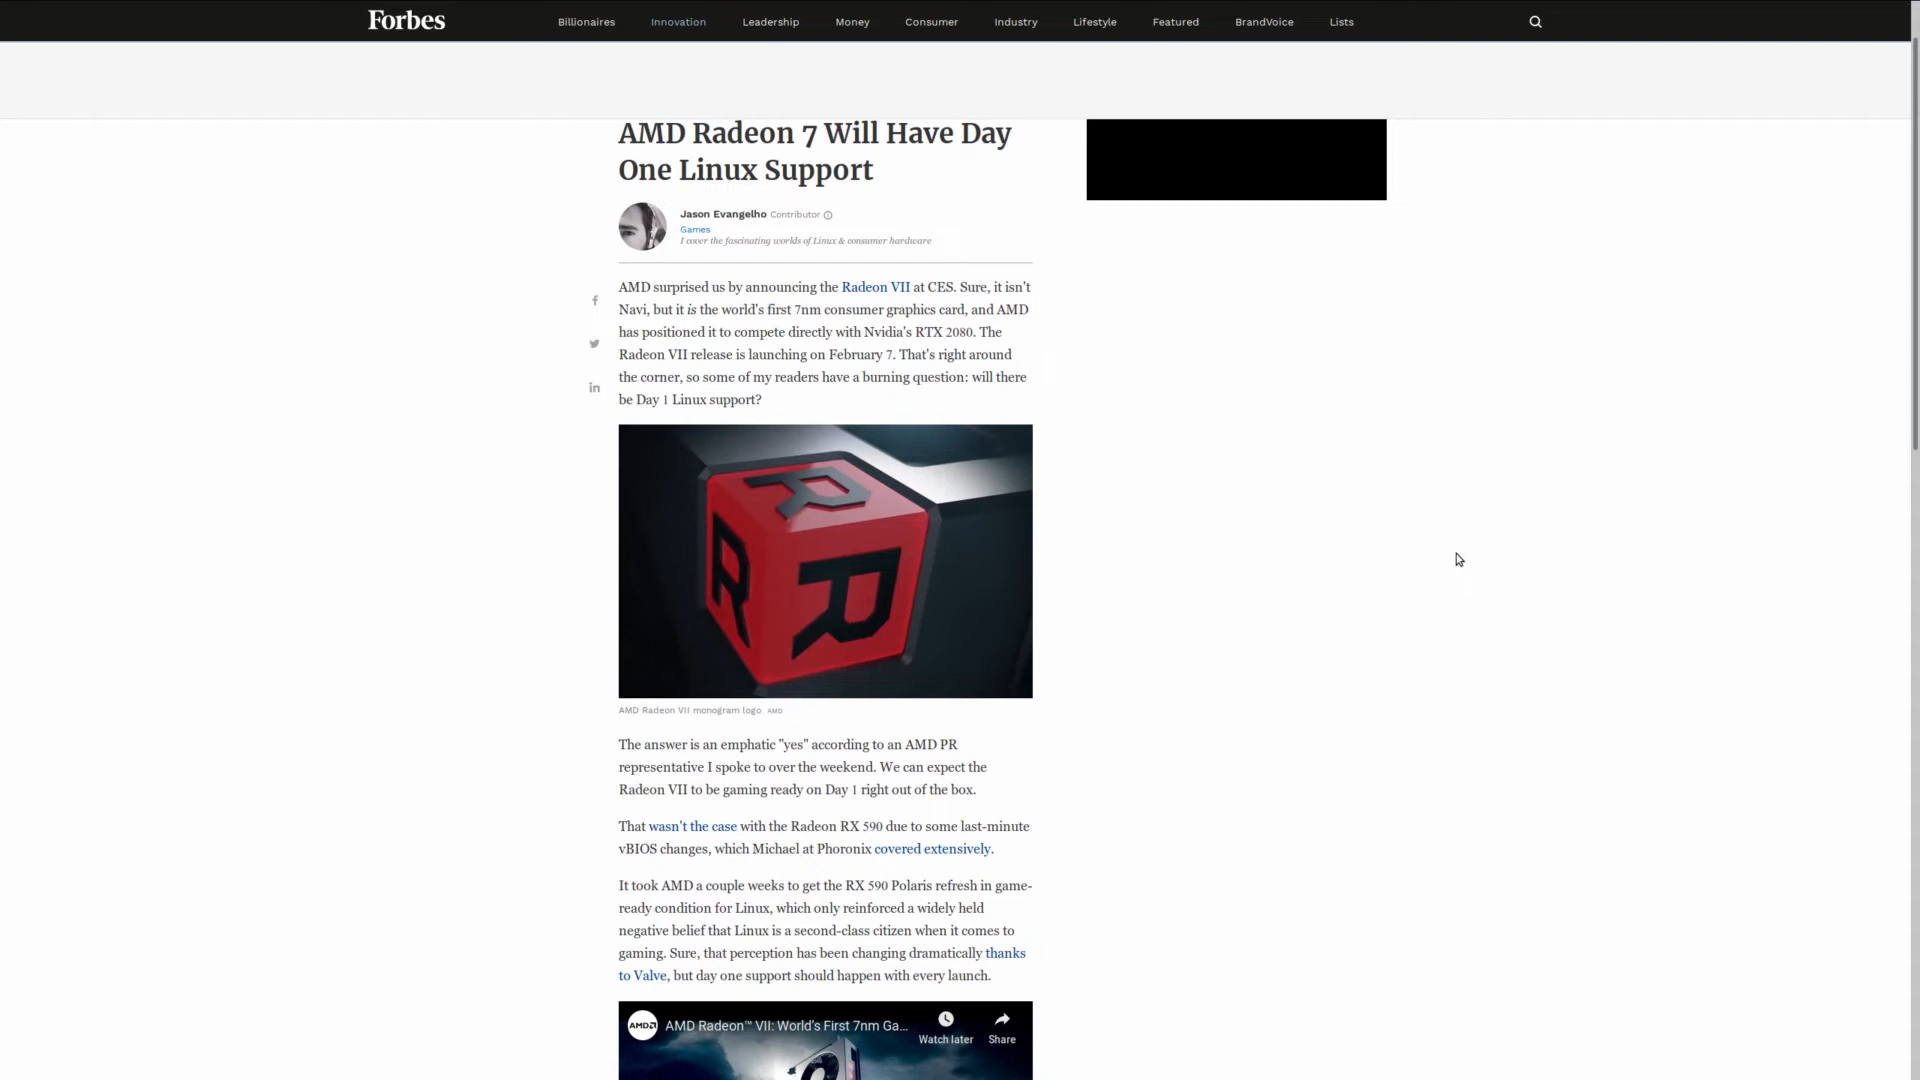 Forbes
Billionaires
Innovation
Leadership
Money
Consumer
Industry
Lifestyle
Featured
BrandVoice
Lists
AMD Radeon 7 Will Have Day
One Linux Support
Jason Evangelho Contributor
Games
I cover the fascinating worlds of Linux & consumer hardware
AMD surprised us by announcing the Radeon VII at CES. Sure, it isn't
Navi, but it is the world's first 7nm consumer graphics card, and AMD
has positioned it to compete directly with Nvidia's RTX 2080. The
Radeon VII release is launching on February 7. That's right around
the corner, so some of my readers have a burning question: will there
be Day 1 Linux support?
R
R
R
AMD Radeon VII monogram logo AMD
The answer is an emphatic "yes" according to an AMD PR
representative I spoke to over the weekend. We can expect the
Radeon VII to be gaming ready on Day 1 right out of the box.
That wasn't the case with the Radeon RX 590 due to some last-minute
vBIOS changes, which Michael at Phoronix covered extensively.
It took AMD a couple weeks to get the RX 590 Polaris refresh in game-
ready condition for Linux, which only reinforced a widely held
negative belief that Linux is a second-class citizen when it comes to
gaming. Sure, that perception has been changing dramatically thanks
to Valve, but day one support should happen with every launch.
AMD
AMD Radeon™ VII: World's First 7nm Ga...
Watch later
Share